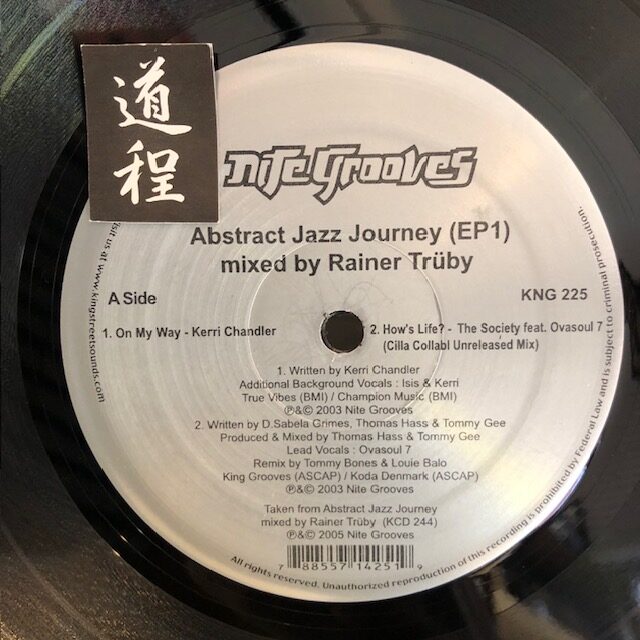 道程
nite grooves
Abstract Jazz Journey (EP1)
mixed by Rainer Trüby
A Side
KNG 225
1. On My Way - Kerri Chandler
2. How's Life? - The Society feat. Ovasoul 7
(Cilla Collabl Unreleased Mix)
1. Written by Kerri Chandler
Additional Background Vocals : Isis & Kerri
True Vibes (BMI) / Champion Music (BMI)
℗&© 2003 Nite Grooves
2. Written by D.Sabela Grimes, Thomas Hass & Tommy Gee
Produced & Mixed by Thomas Hass & Tommy Gee
Lead Vocals : Ovasoul 7
Remix by Tommy Bones & Louie Balo
King Grooves (ASCAP) / Koda Denmark (ASCAP)
℗&© 2003 Nite Grooves
Taken from Abstract Jazz Journey
mixed by Rainer Trüby (KCD 244)
℗&© 2005 Nite Grooves
7 88557 14251 9
All rights reserved. Unauthorized reproduction of this recording is prohibited by Federal Law and is subject to criminal prosecution.
us at www.kingstreetsounds.com